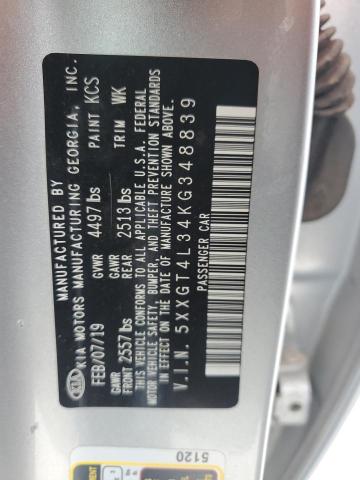 MANUFACTURED BY
KIA KIA MOTORS MANUFACTURING GEORGIA, INC.
FEB/07/19 GVWR 4497 lbs PAINT KCS
GAWR FRONT 2557 lbs GAWR REAR 2513 lbs TRIM WK
THIS VEHICLE CONFORMS TO ALL APPLICABLE U.S.A. FEDERAL
MOTOR VEHICLE SAFETY, BUMPER, AND THEFT PREVENTION STANDARDS
IN EFFECT ON THE DATE OF MANUFACTURE SHOWN ABOVE.
V.I.N. 5XXGT4L34KG348839
PASSENGER CAR
5120